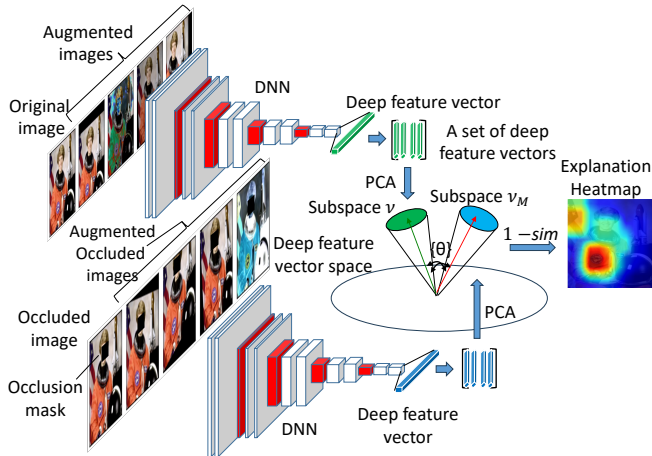 Augmented
images
Original
image
DNN
Deep feature vector
A set of deep
feature vectors
PCA
Subspace ν
Subspace ν_M
{θ}
1 −sim
Explanation
Heatmap
Augmented
Occluded
images
Deep feature
vector space
PCA
Occluded
image
Occlusion
mask
DNN
Deep feature
vector